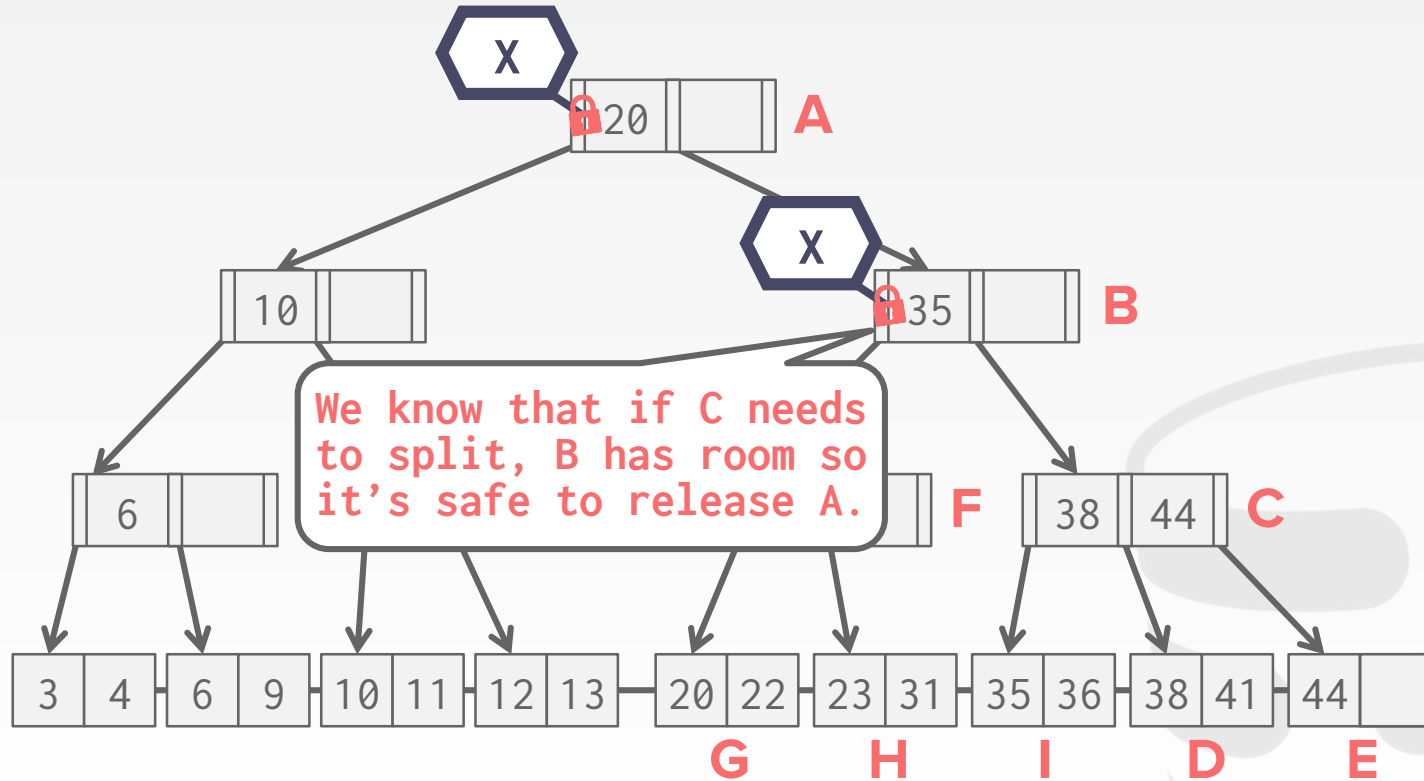 X
20 A
X
10
35 B
We know that if C needs
to split, B has room so
it's safe to release A.
6
F
38 44 C
3 4 6 9 10 11 12 13 20 22 23 31 35 36 38 41 44
G H I D E